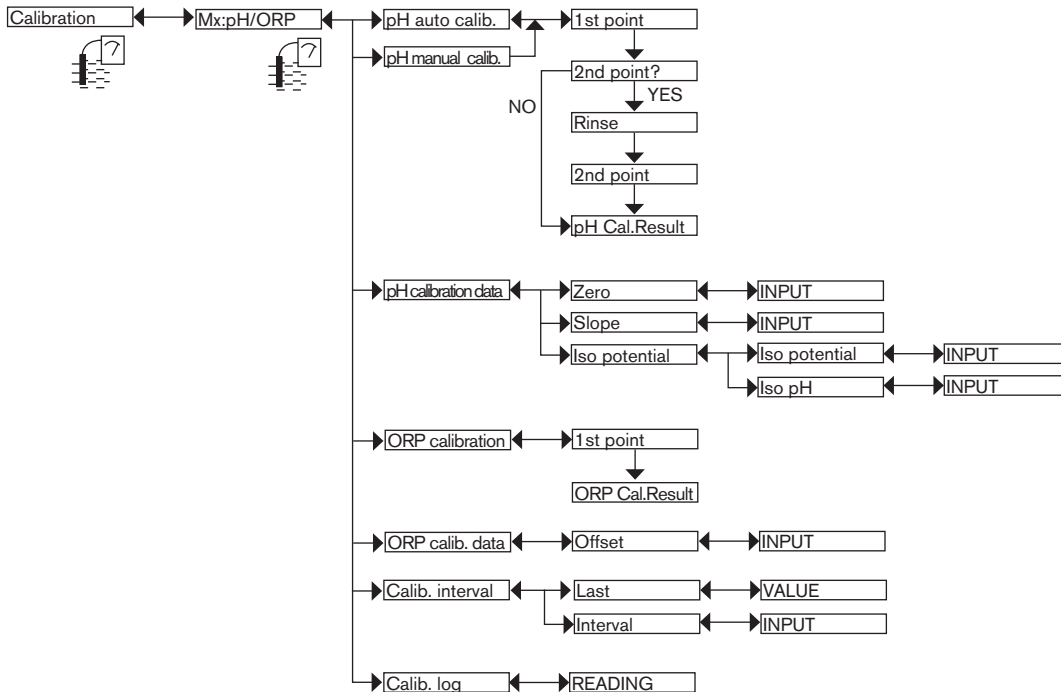 Calibration
Mx:pH/ORP
pH auto calib.
1st point
pH manual calib.
2nd point?
NO
YES
Rinse
2nd point
pH Cal.Result
pH calibration data
Zero
INPUT
Slope
INPUT
Iso potential
Iso potential
INPUT
Iso pH
INPUT
ORP calibration
1st point
ORP Cal.Result
ORP calib. data
Offset
INPUT
Calib. interval
Last
VALUE
Interval
INPUT
Calib. log
READING